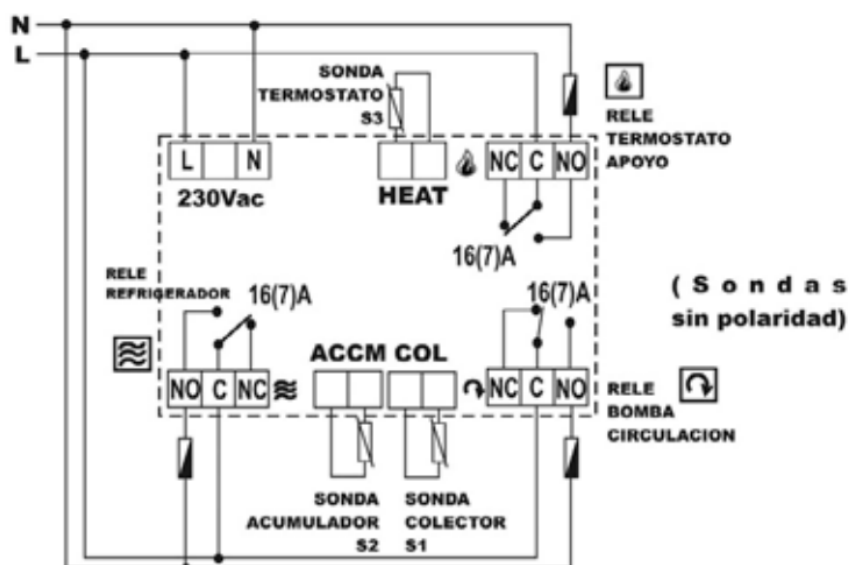 N
L
SONDA
TERMOSTATO
S3
RELE
TERMOSTATO
APOYO
L N
230Vac
HEAT
NC C NO
16(7)A
RELE
REFRIGERADOR
16(7)A
16(7)A
(Sondas
sin polaridad)
ACCM COL
NO C NC
NC C NO
RELE
BOMBA
CIRCULACION
SONDA
ACUMULADOR
S2
SONDA
COLECTOR
S1